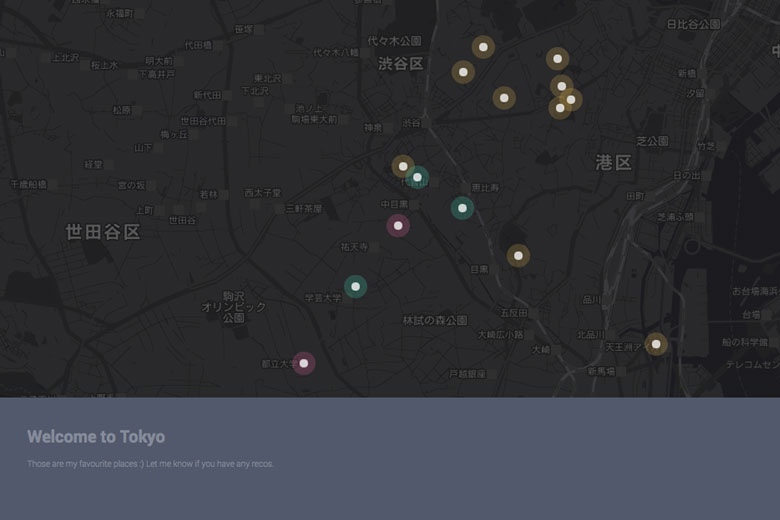 永福町
笹塚
代々木公園
日比谷公園
代田橋
渋谷区
上北沢
明大前
代々木八幡
桜上水
下高井戸
東北沢
新橋
新代田
下北沢
汐留
松原
池ノ上
世田谷代田
駒場東大前
神泉
渋谷
梅ヶ丘
山下
芝公園
竹芝
経堂
港区
千歳船橋
宮の坂
若林
西太子堂
恵比寿
日の出
田町
上町
世田谷
三軒茶屋
中目黒
芝浦ふ頭
世田谷区
祐天寺
目黒
駒沢
オリンピック
公園
学芸大学
品川
お台場海浜
五反田
林試の森公園
台場
大崎広小路
北品川
船の科学館
天王洲ア
大崎
都立大学
戸越銀座
新馬場
テレコムセン
Welcome to Tokyo
Those are my favourite places :) Let me know if you have any recos.